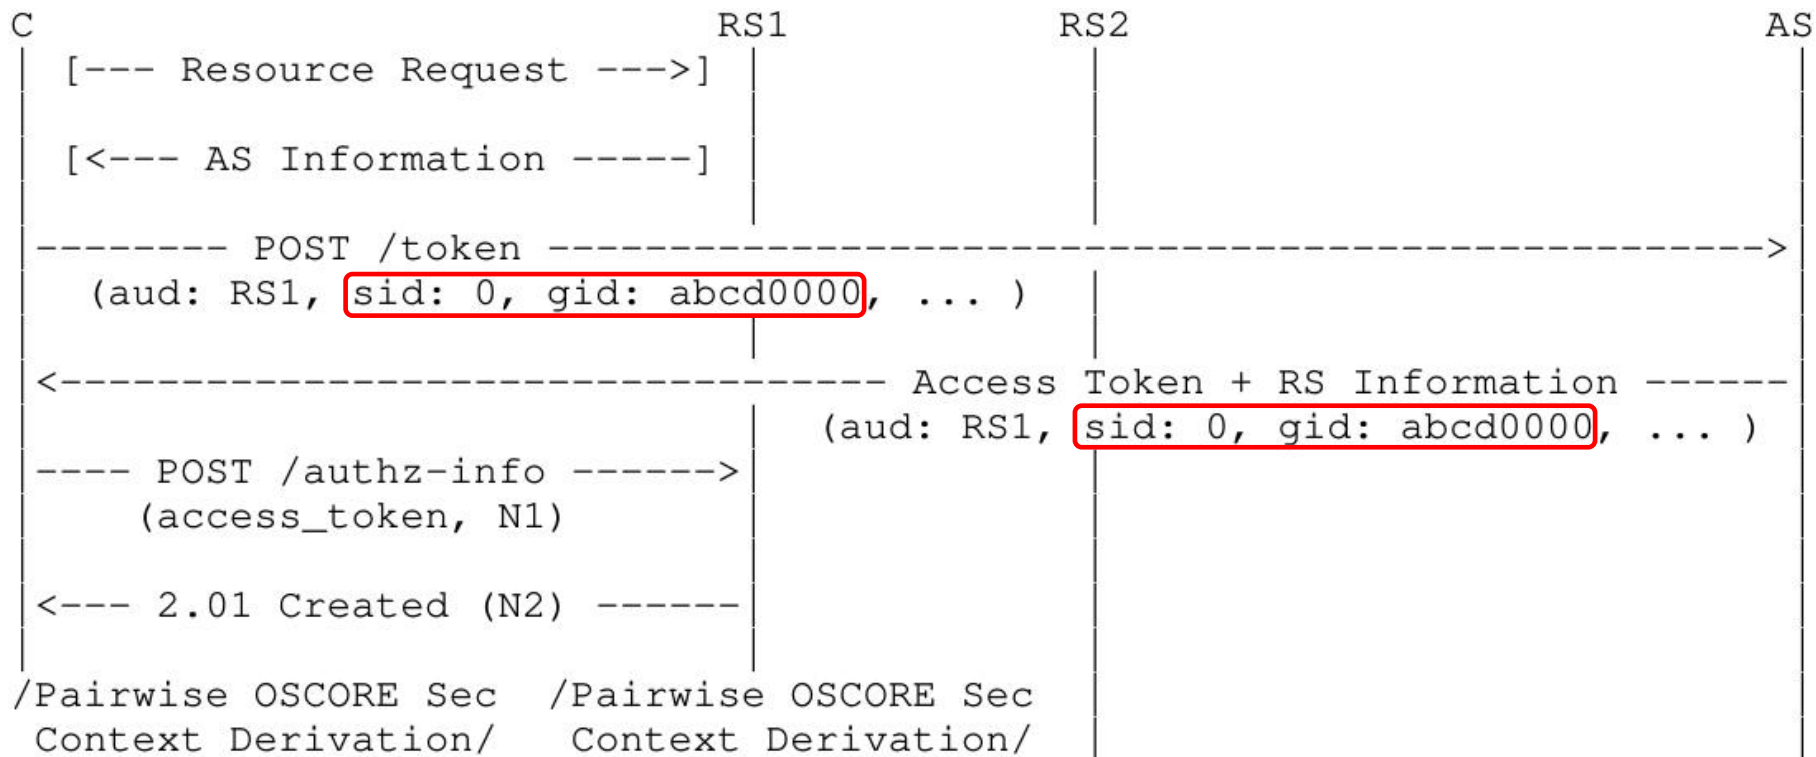 C RS1 RS2 AS
[--- Resource Request --->]
[<--- AS Information -----]
-------- POST /token -------------------------------------------------->
(aud: RS1, sid: 0, gid: abcd0000, ... )
<---------------------------------- Access Token + RS Information ------
(aud: RS1, sid: 0, gid: abcd0000, ... )
---- POST /authz-info ------>
(access_token, N1)
<--- 2.01 Created (N2) ------
/Pairwise OSCORE Sec /Pairwise OSCORE Sec
Context Derivation/ Context Derivation/